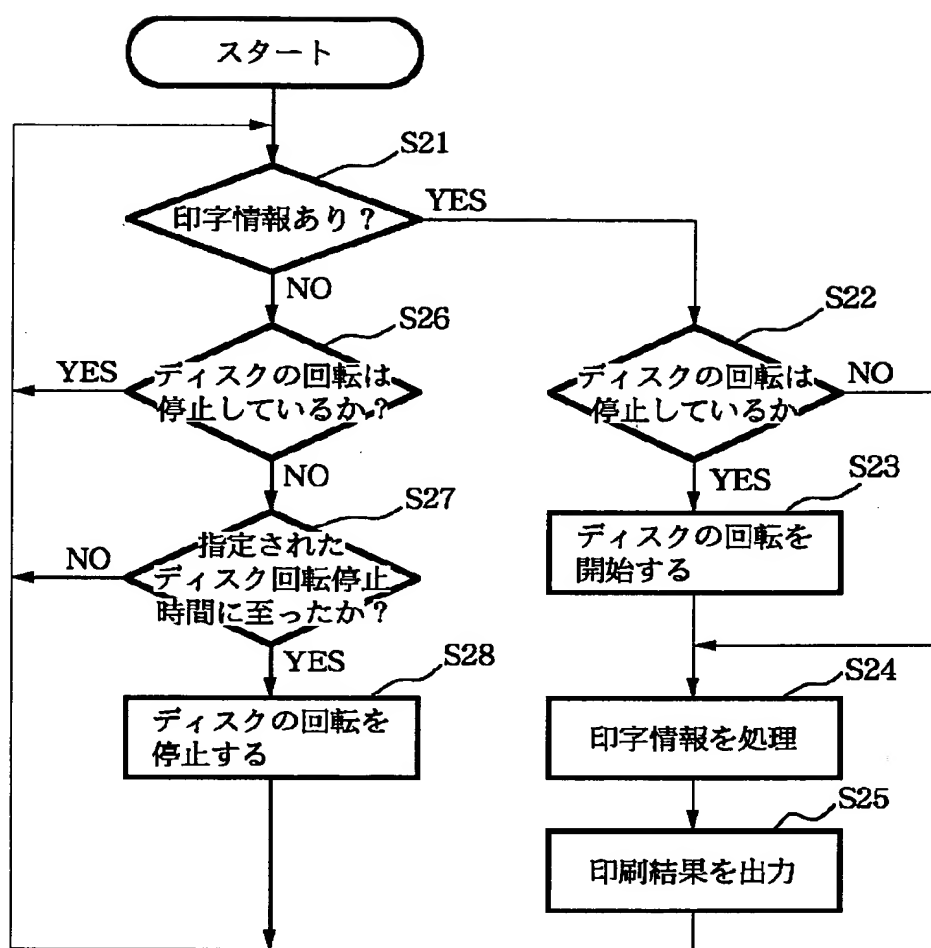 スタート
S21
印字情報あり？
YES
NO
S26
ディスクの回転は
停止しているか？
YES
NO
S27
指定された
ディスク回転停止
時間に至ったか？
NO
YES
S28
ディスクの回転を
停止する
S22
ディスクの回転は
停止しているか
NO
YES
S23
ディスクの回転を
開始する
S24
印字情報を処理
S25
印刷結果を出力